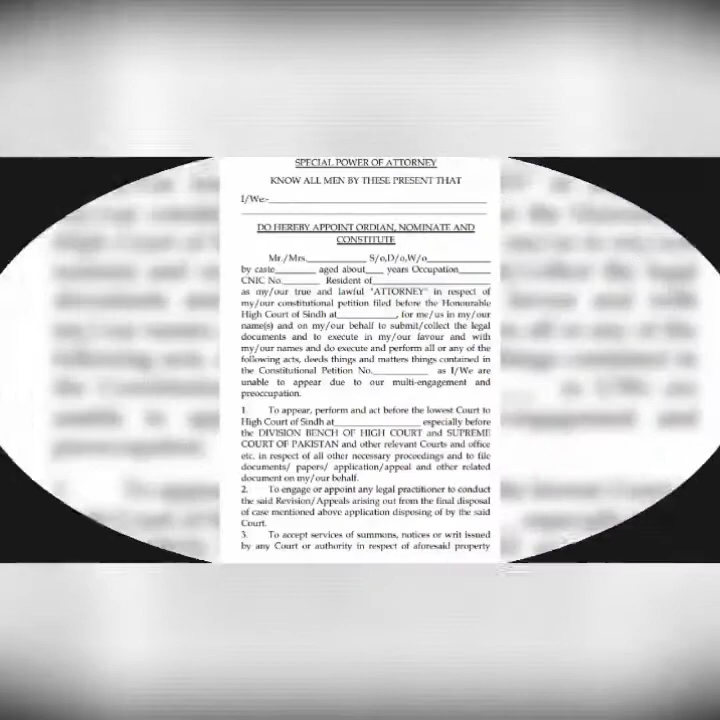 SPECIAL POWER OF ATTORNEY
KNOW ALL MEN BY THESE PRESENT THAT
I/We:-____________________
____________________
DO HEREBY APPOINT ORDIAN, NOMINATE AND
CONSTITUTE
Mr./Mrs.____________ S/o,D/o,W/o____________
by caste________ aged about____ years Occupation_______
CNIC No.________ Resident of____________________
as my/our true and lawful "ATTORNEY" in respect of
my/our constitutional petition filed before the Honourable
High Court of Sindh at____________, for me/us in my/our
name(s) and on my/our behalf to submit/collect the legal
documents and to execute in my/our favour and with
my/our names and do execute and perform all or any of the
following acts, deeds things and matters things contained in
the Constitutional Petition No.___________ as I/We are
unable to appear due to our multi-engagement and
preoccupation.
1. To appear, perform and act before the lowest Court to
High Court of Sindh at________________ especially before
the DIVISION BENCH OF HIGH COURT and SUPREME
COURT OF PAKISTAN and other relevant Courts and office
etc. in respect of all other necessary proceedings and to file
documents/ papers/ application/appeal and other related
document on my/our behalf.
2. To engage or appoint any legal practitioner to conduct
the said Revision/Appeals arising out from the final disposal
of case mentioned above application disposing of by the said
Court.
3. To accept services of summons, notices or writ issued
by any Court or authority in respect of aforesaid property